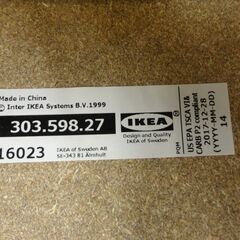 Made in China
© Inter IKEA Systems B.V.1999
303.598.27
16023
IKEA of Sweden AB
SE-343 81 Älmhult
IKEA
Design and Quality
IKEA of Sweden
PQM
US EPA TSCA VI&
CARB P2 compliant
2017-12-28
(YYYY-MM-DD)
14